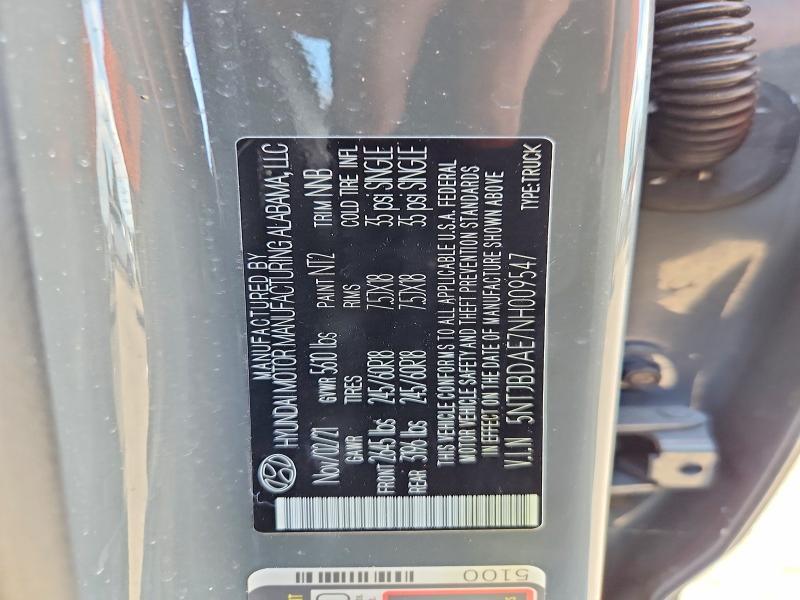 MANUFACTURED BY
HYUNDAI MOTOR MANUFACTURING ALABAMA, LLC
Nov/02/21 GVWR 5610 lbs PAINT NT2 TRIM NNB
GAWR TIRES RIMS COLD TIRE INFL
FRONT 2645 lbs 245/60R18 7.5JX18 35 psi SINGLE
REAR 3196 lbs 245/60R18 7.5JX18 35 psi SINGLE
THIS VEHICLE CONFORMS TO ALL APPLICABLE U.S.A. FEDERAL
MOTOR VEHICLE SAFETY AND THEFT PREVENTION STANDARDS
IN EFFECT ON THE DATE OF MANUFACTURE SHOWN ABOVE
V.I.N : 5NTJBDAE7NH009547 TYPE:TRUCK
5100